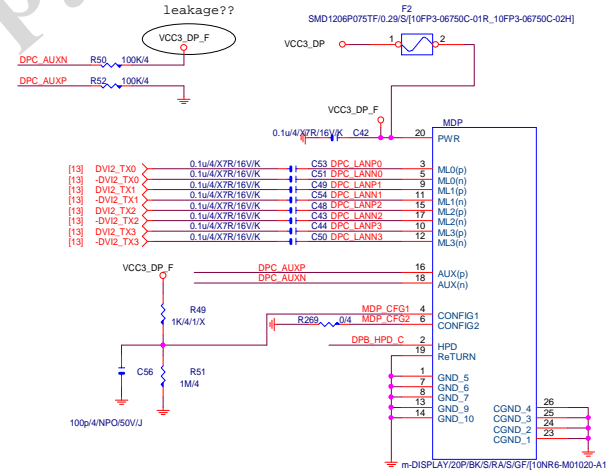 leakage??
F2
SMD1206P075TF/0.29/S/[10FP3-06750C-01R_10FP3-06750C-02H]
VCC3_DP_F
VCC3_DP 1 2
DPC_AUXN R50 100K/4
DPC_AUXP R52 100K/4
VCC3_DP_F
MDP
0.1u/4/X7R/16V/K C42 20 PWR
[13] DVI2_TX0 0.1u/4/X7R/16V/K C53 DPC_LANP0 3 ML0(p)
[13] -DVI2_TX0 0.1u/4/X7R/16V/K C51 DPC_LANN0 5 ML0(n)
[13] DVI2_TX1 0.1u/4/X7R/16V/K C49 DPC_LANP1 9 ML1(p)
[13] -DVI2_TX1 0.1u/4/X7R/16V/K C54 DPC_LANN1 11 ML1(n)
[13] DVI2_TX2 0.1u/4/X7R/16V/K C48 DPC_LANP2 15 ML2(p)
[13] -DVI2_TX2 0.1u/4/X7R/16V/K C43 DPC_LANN2 17 ML2(n)
[13] DVI2_TX3 0.1u/4/X7R/16V/K C44 DPC_LANP3 10 ML3(p)
[13] -DVI2_TX3 0.1u/4/X7R/16V/K C50 DPC_LANN3 12 ML3(n)
VCC3_DP_F
DPC_AUXP 16 AUX(p)
DPC_AUXN 18 AUX(n)
R49
1K/4/1/X
MDP_CFG1 4 CONFIG1
R269 0/4 MDP_CFG2 6 CONFIG2
DPB_HPD_C 2 HPD
19 ReTURN
C56 R51
1M/4
1 GND_5
7 GND_6
8 GND_7
13 GND_9
14 GND_10
CGND_4 26
CGND_3 25
CGND_2 24
CGND_1 23
100p/4/NPO/50V/J
m-DISPLAY/20P/BK/S/RA/S/GF/[10NR6-M01020-A1